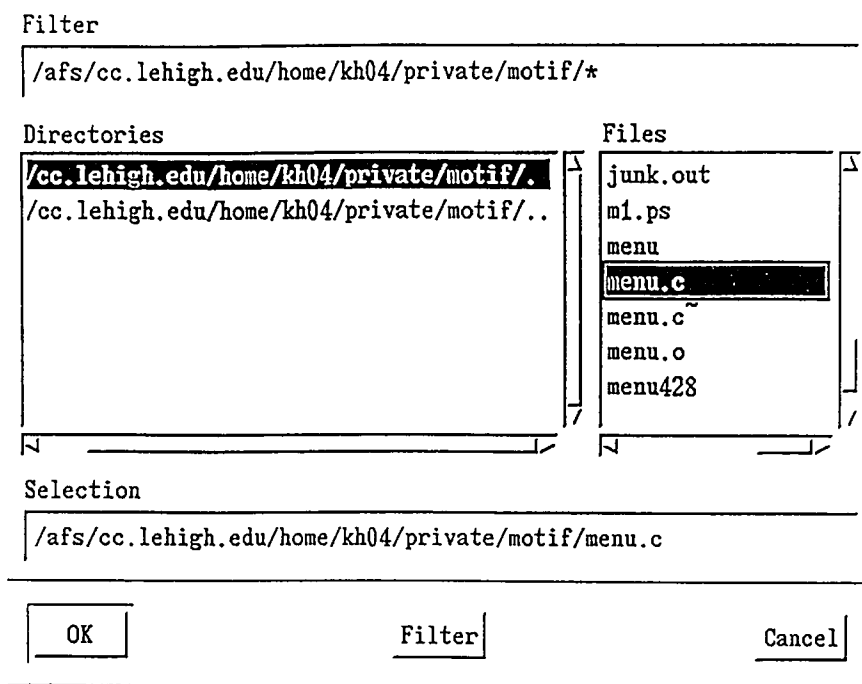 Filter
/afs/cc.lehigh.edu/home/kh04/private/motif/*
Directories
/cc.lehigh.edu/home/kh04/private/motif/.
/cc.lehigh.edu/home/kh04/private/motif/..
Files
junk.out
m1.ps
menu
menu.c
menu.c~
menu.o
menu428
Selection
/afs/cc.lehigh.edu/home/kh04/private/motif/menu.c
OK
Filter
Cancel